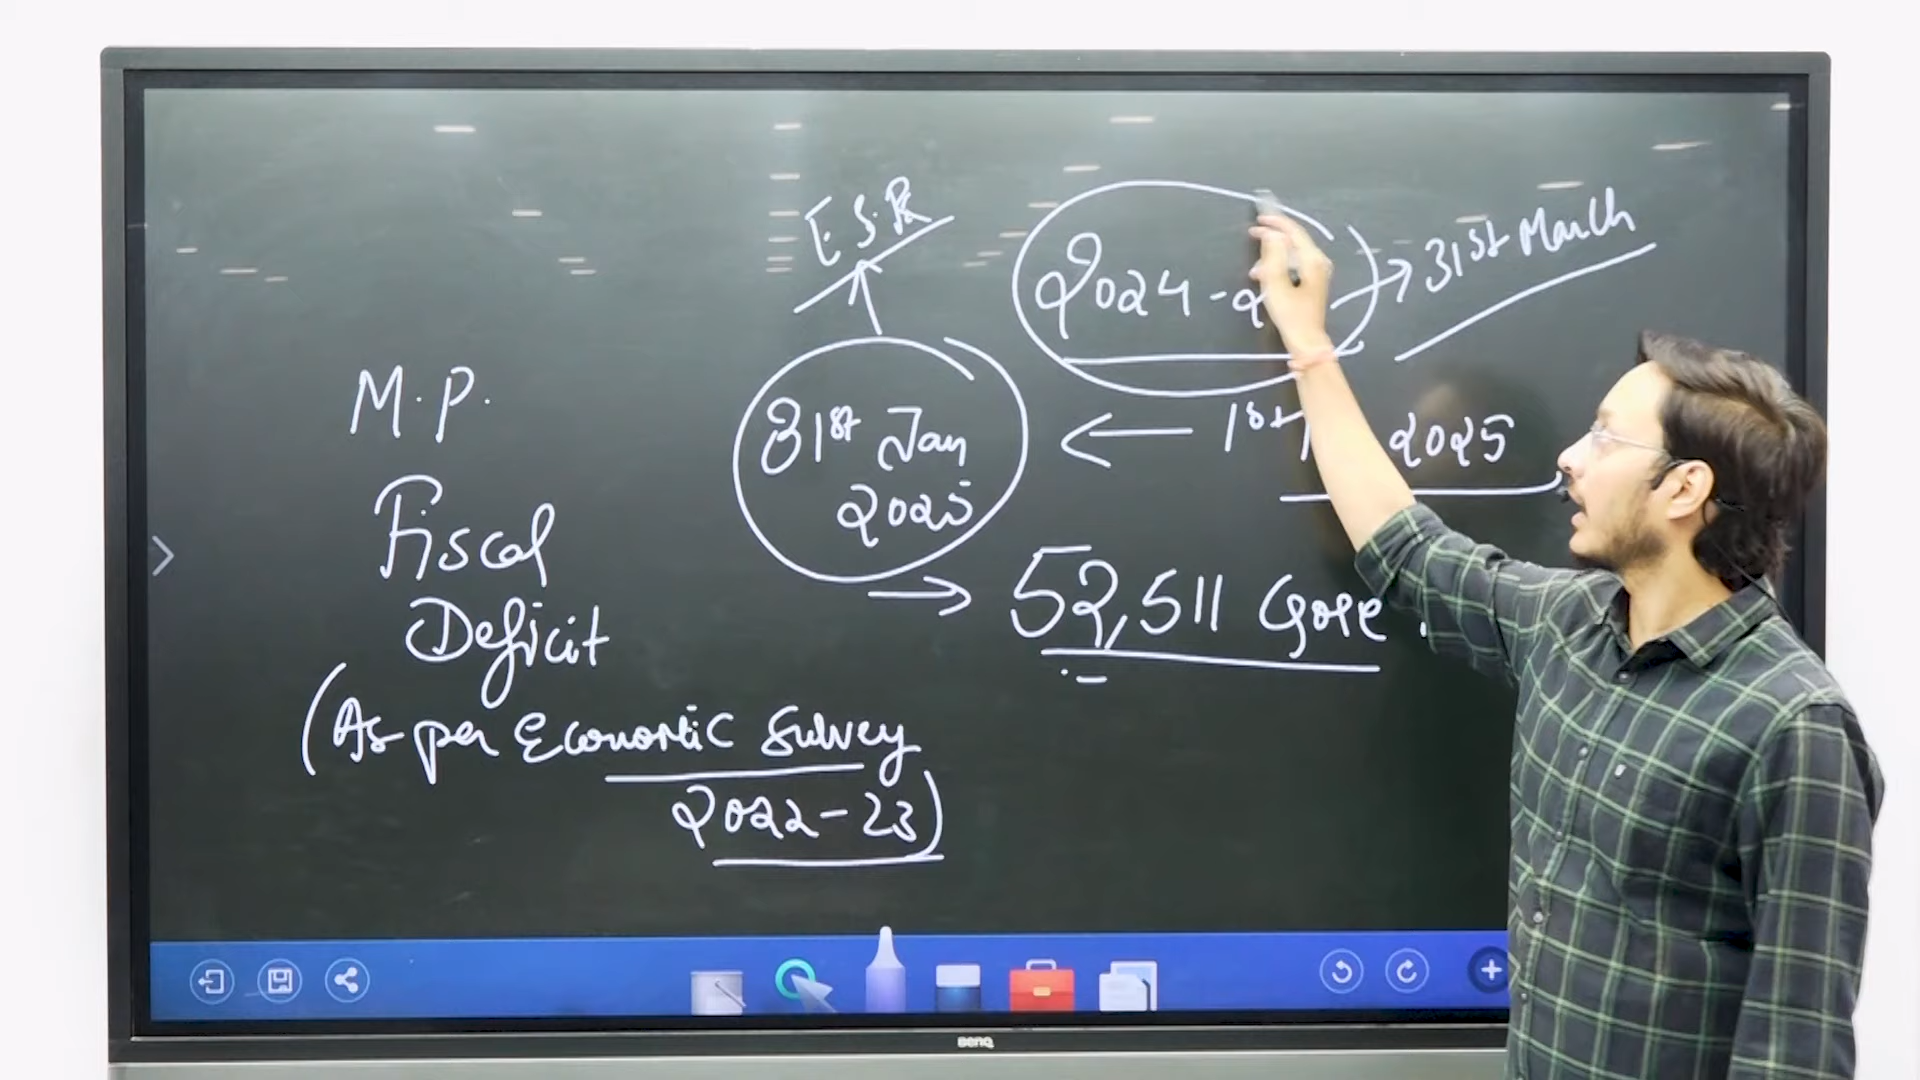 E.S.R
2024-2
31st March
M.P.
31st Jan
2025
1st
2025
Fiscal
Deficit
52,511 Crore
(As per Economic Survey
2022-23)
BenQ